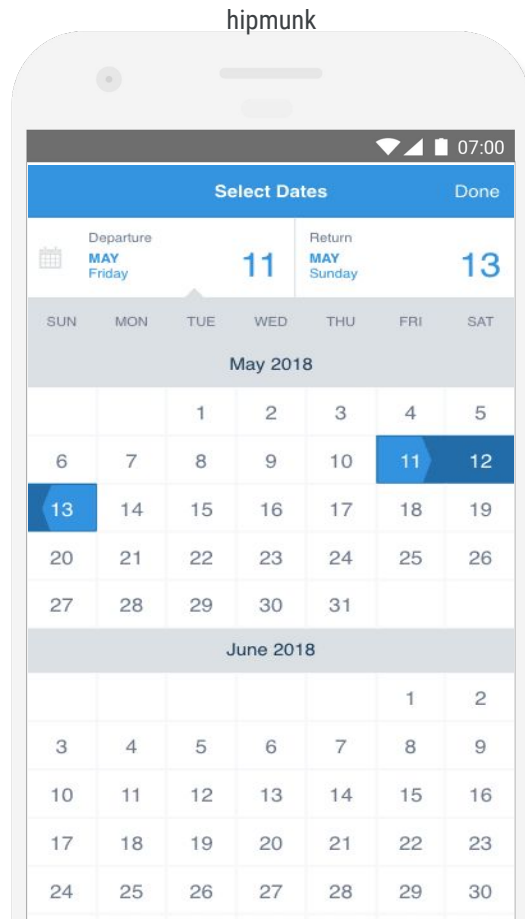 hipmunk
07:00
Select Dates Done
Departure Return
MAY 11 MAY 13
Friday Sunday
SUN MON TUE WED THU FRI SAT
May 2018
1 2 3 4 5
6 7 8 9 10 11 12
13 14 15 16 17 18 19
20 21 22 23 24 25 26
27 28 29 30 31
June 2018
1 2
3 4 5 6 7 8 9
10 11 12 13 14 15 16
17 18 19 20 21 22 23
24 25 26 27 28 29 30